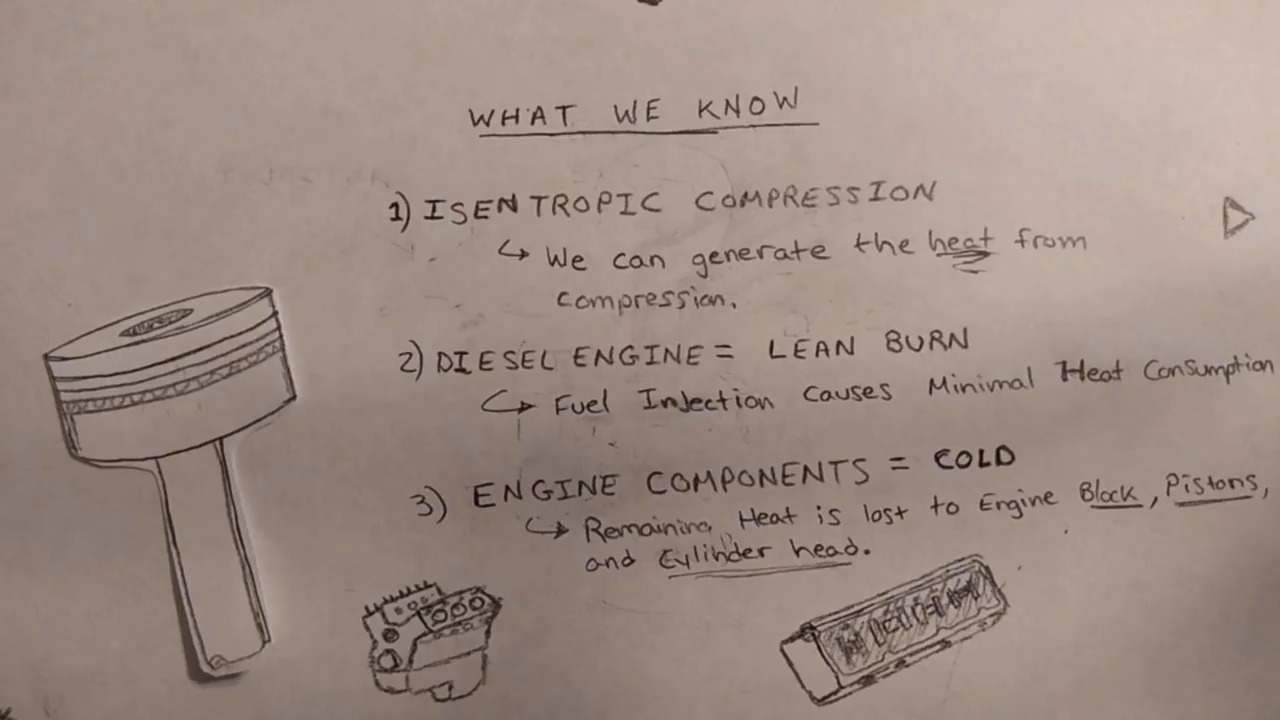 WHAT WE KNOW
1) ISENTROPIC COMPRESSION
↳ We can generate the heat from
compression.
2) DIESEL ENGINE = LEAN BURN
↳ Fuel Injection Causes Minimal Heat Consumption
3) ENGINE COMPONENTS = COLD
↳ Remaining Heat is lost to Engine Block, Pistons,
and Cylinder head.